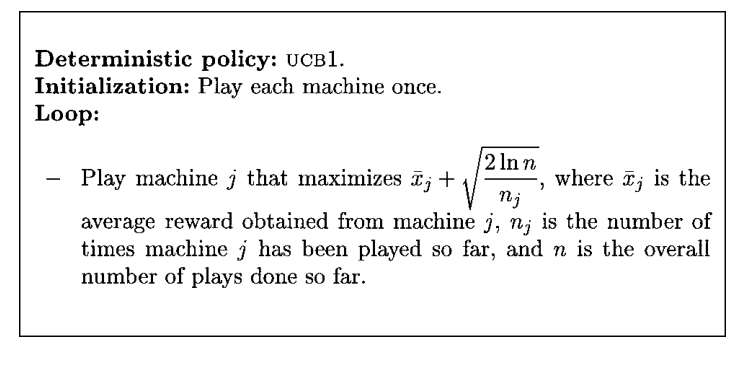 Deterministic policy: UCB1.
Initialization: Play each machine once.
Loop:
– Play machine j that maximizes x̄_j + √(2 ln n / n_j), where x̄_j is the
average reward obtained from machine j, n_j is the number of
times machine j has been played so far, and n is the overall
number of plays done so far.